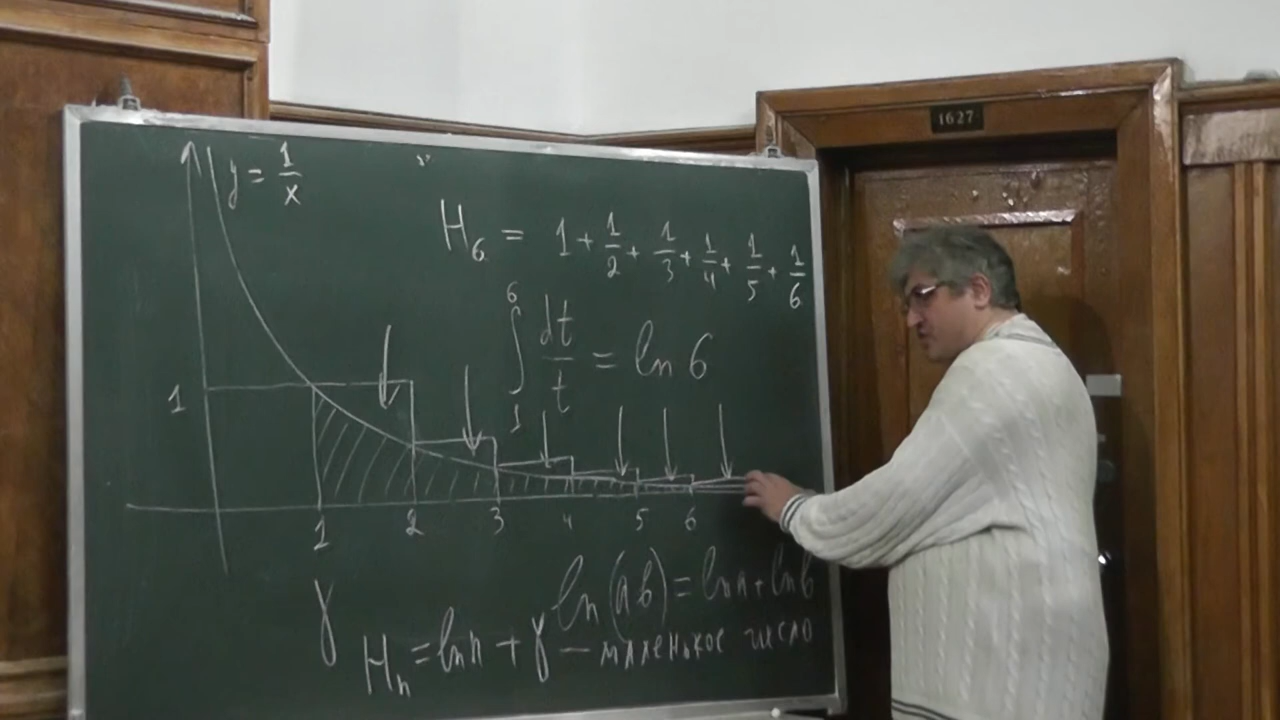 1627
y = 1/x
H₆ = 1 + 1/2 + 1/3 + 1/4 + 1/5 + 1/6
∫₁⁶ dt/t = ln 6
1
1 2 3 4 5 6
ln(ab) = ln a + ln b
γ
Hₙ = ln n + γ — маленькое число